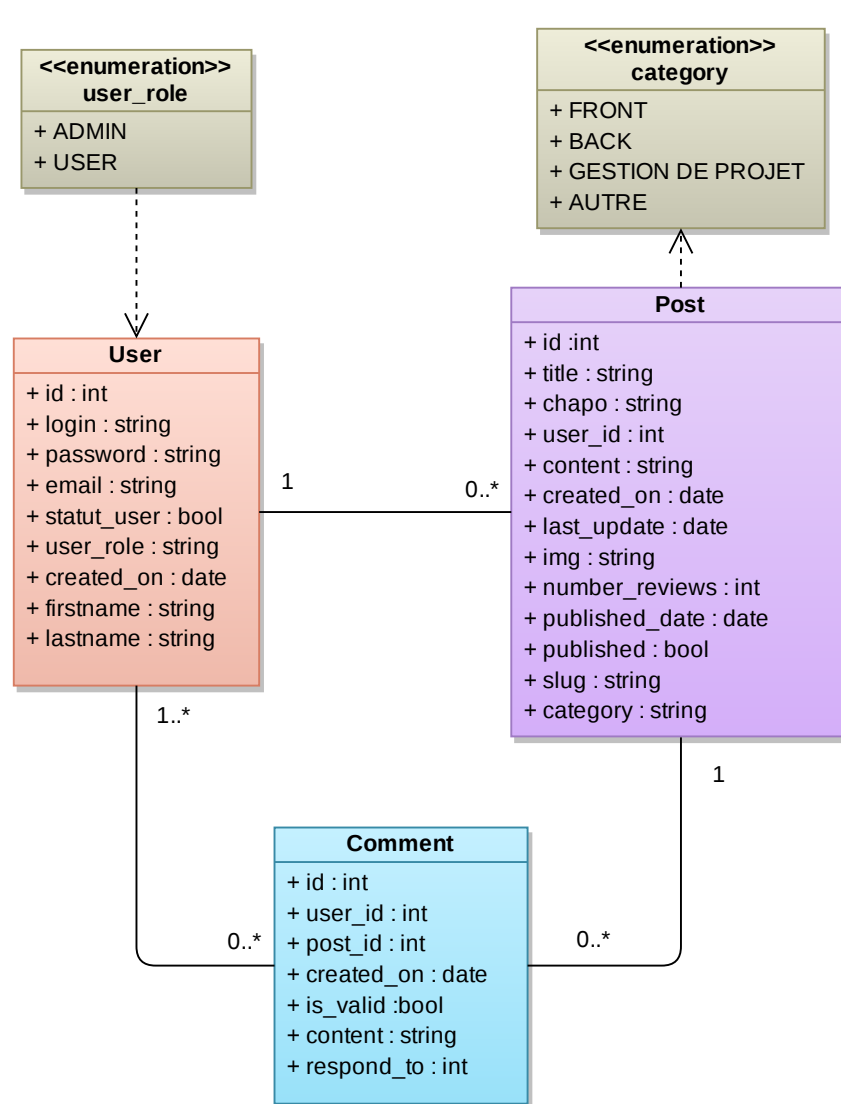 <<enumeration>>
user_role
+ ADMIN
+ USER
<<enumeration>>
category
+ FRONT
+ BACK
+ GESTION DE PROJET
+ AUTRE
User
+ id : int
+ login : string
+ password : string
+ email : string
+ statut_user : bool
+ user_role : string
+ created_on : date
+ firstname : string
+ lastname : string
1
0..*
Post
+ id :int
+ title : string
+ chapo : string
+ user_id : int
+ content : string
+ created_on : date
+ last_update : date
+ img : string
+ number_reviews : int
+ published_date : date
+ published : bool
+ slug : string
+ category : string
1..*
1
0..*
0..*
Comment
+ id : int
+ user_id : int
+ post_id : int
+ created_on : date
+ is_valid :bool
+ content : string
+ respond_to : int